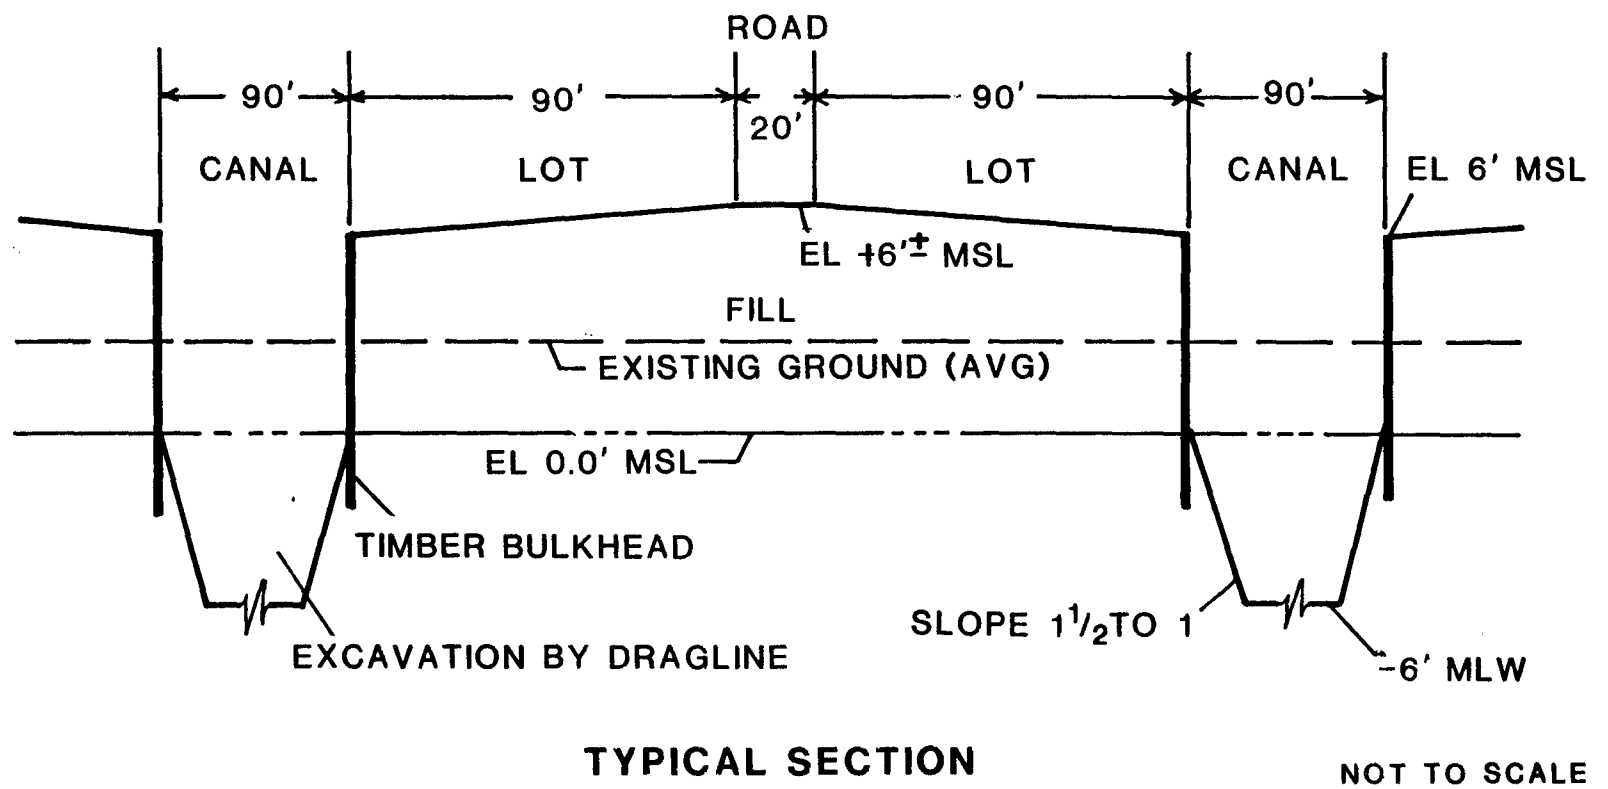 ROAD
90' 90' 20' 90' 90'
CANAL LOT LOT CANAL EL 6' MSL
EL +6'± MSL
FILL
EXISTING GROUND (AVG)
EL 0.0' MSL
TIMBER BULKHEAD
SLOPE 1 1/2 TO 1
EXCAVATION BY DRAGLINE
-6' MLW
TYPICAL SECTION
NOT TO SCALE